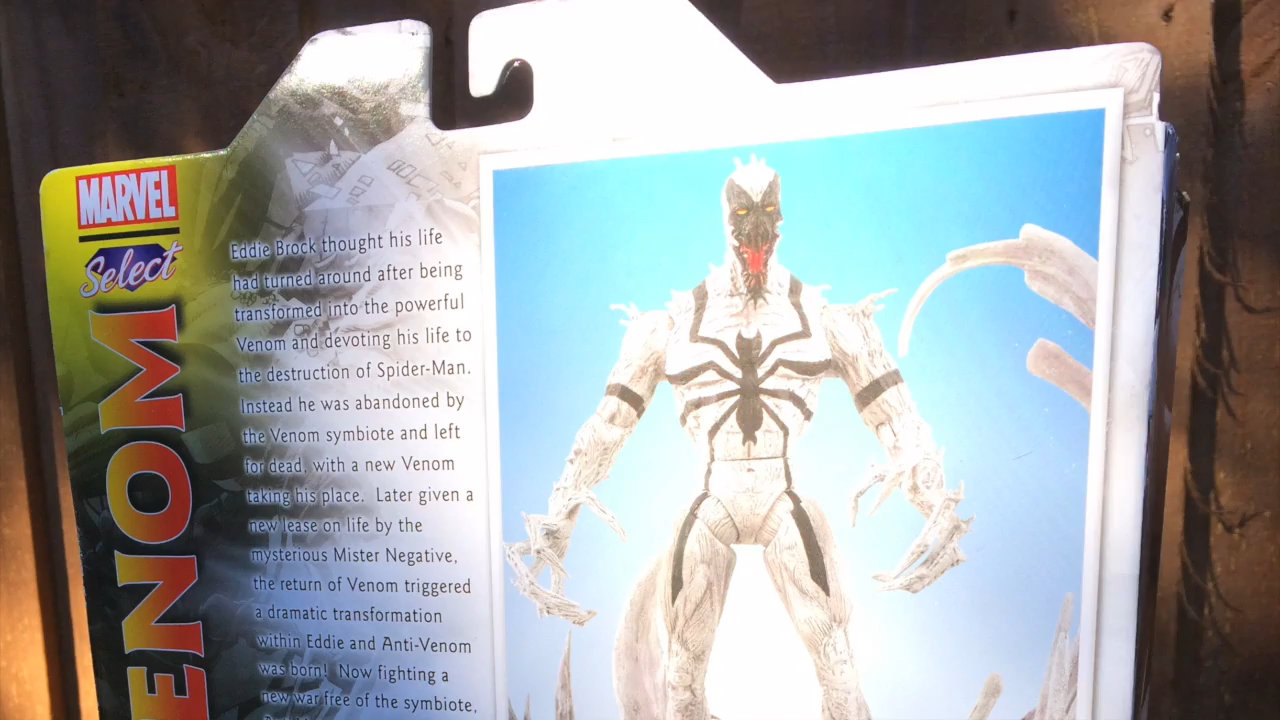 MARVEL
Select
ENOM
Eddie Brock thought his life
had turned around after being
transformed into the powerful
Venom and devoting his life to
the destruction of Spider-Man.
Instead he was abandoned by
the Venom symbiote and left
for dead, with a new Venom
taking his place. Later given a
new lease on life by the
mysterious Mister Negative,
the return of Venom triggered
a dramatic transformation
within Eddie and Anti-Venom
was born! Now fighting a
new war free of the symbiote,